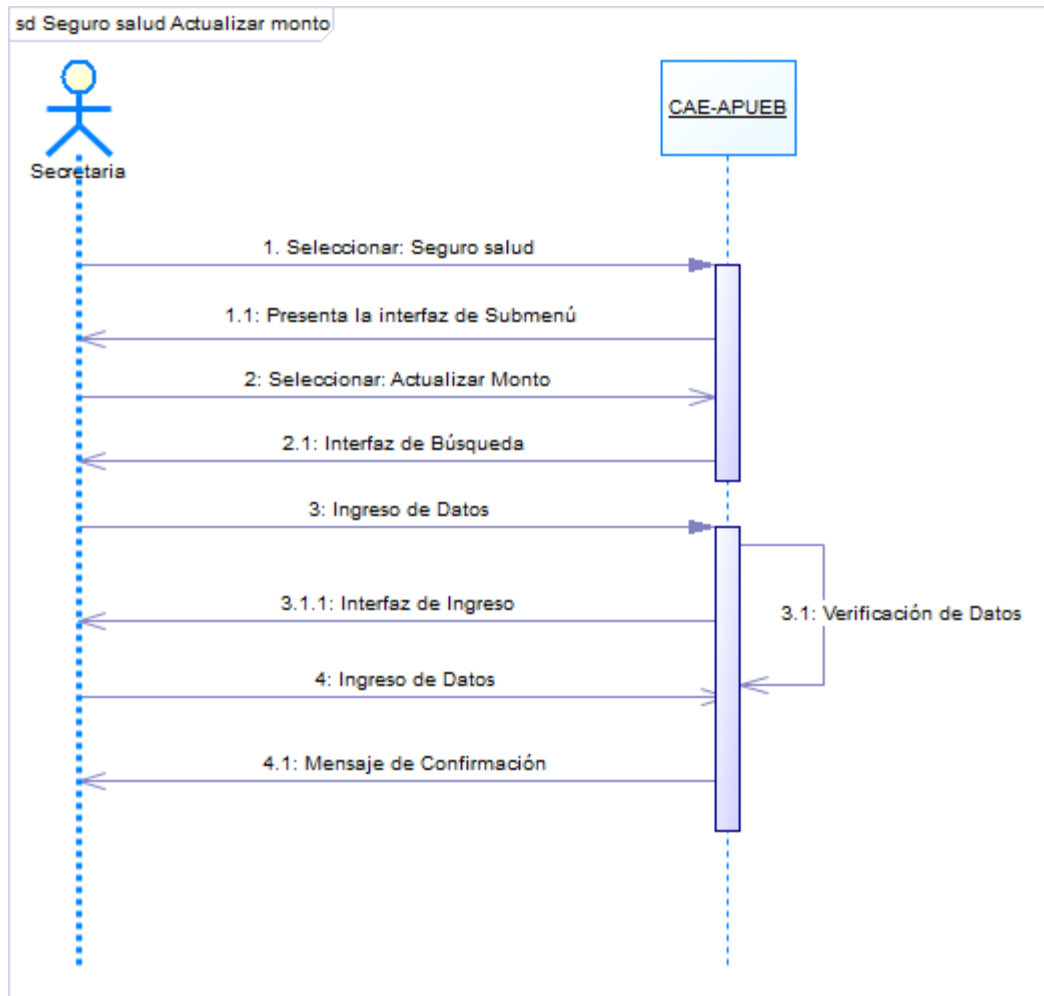 sd Seguro salud Actualizar monto
CAE-APUEB
Secretaria
1. Seleccionar: Seguro salud
1.1: Presenta la interfaz de Submenú
2: Seleccionar: Actualizar Monto
2.1: Interfaz de Búsqueda
3: Ingreso de Datos
3.1.1: Interfaz de Ingreso
3.1: Verificación de Datos
4: Ingreso de Datos
4.1: Mensaje de Confirmación